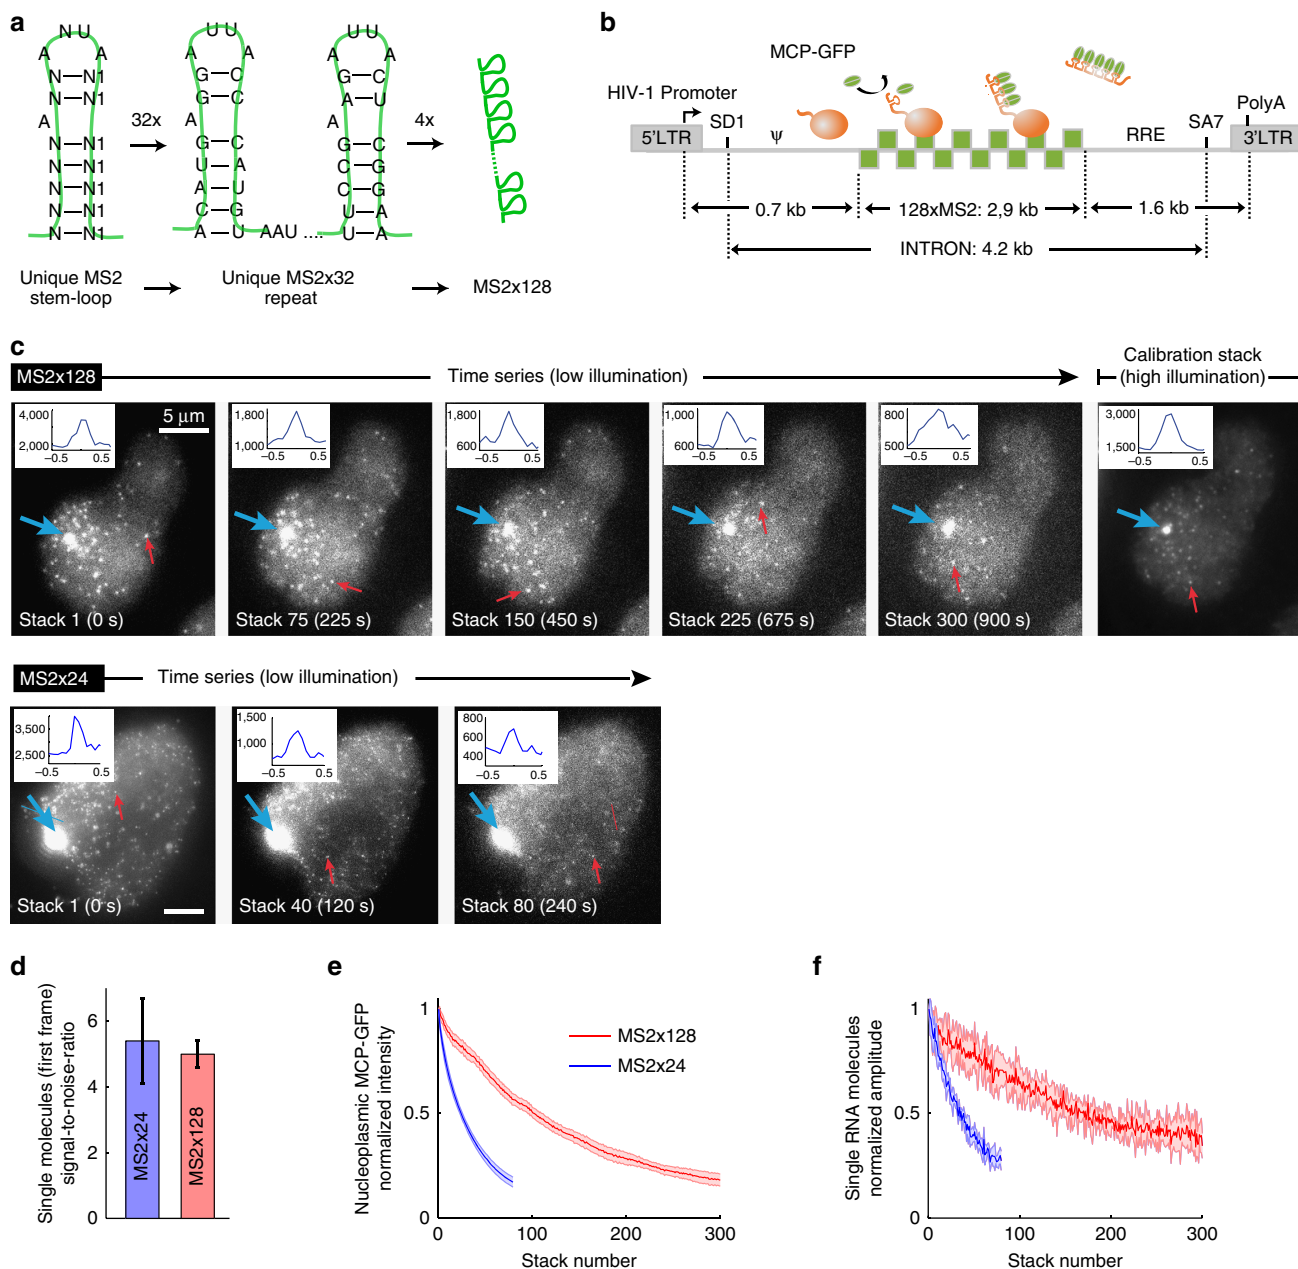 a
N U
A A
N–N1
N–N1
A
N–N1
N–N1
N–N1
N–N1
N–N1
32x
U U
A A
G–C
G–C
A
G–C
U–A
A–U
C–G
A–U
AAU ....
U U
A A
G–C
A–U
G–C
C–G
C–G
U–A
U–A
4x
Unique MS2
stem-loop
Unique MS2x32
repeat
MS2x128
b
MCP-GFP
HIV-1 Promoter
5'LTR
SD1
ψ
RRE
SA7
PolyA
3'LTR
0.7 kb
128xMS2: 2,9 kb
1.6 kb
INTRON: 4.2 kb
c
MS2x128
Time series (low illumination)
Calibration stack
(high illumination)
4,000
2,000
–0.5 0.5
5 μm
Stack 1 (0 s)
1,800
1,000
–0.5 0.5
Stack 75 (225 s)
1,800
600
–0.5 0.5
Stack 150 (450 s)
1,000
600
–0.5 0.5
Stack 225 (675 s)
800
500
–0.5 0.5
Stack 300 (900 s)
3,000
1,500
–0.5 0.5
MS2x24
Time series (low illumination)
3,500
2,500
–0.5 0.5
Stack 1 (0 s)
1,500
1,000
–0.5 0.5
Stack 40 (120 s)
800
600
400
–0.5 0.5
Stack 80 (240 s)
d
Single molecules (first frame)
signal-to-noise-ratio
6
4
2
0
MS2x24
MS2x128
e
Nucleoplasmic MCP-GFP
normalized intensity
1
0.5
0
0 100 200 300
Stack number
MS2x128
MS2x24
f
Single RNA molecules
normalized amplitude
1
0.5
0
0 100 200 300
Stack number